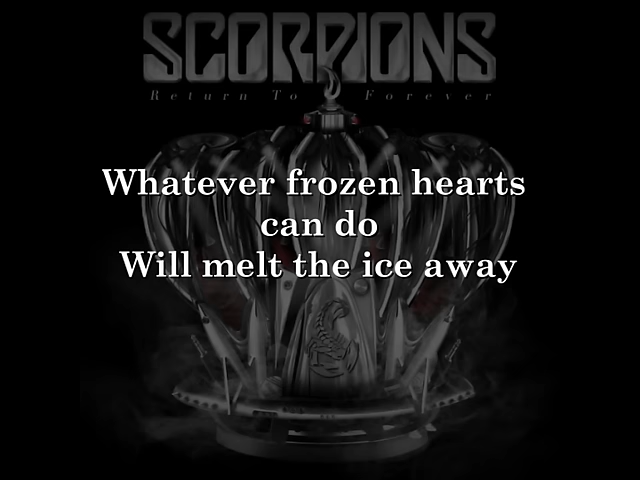 SCORPIONS
Return To Forever
Whatever frozen hearts
can do
Will melt the ice away